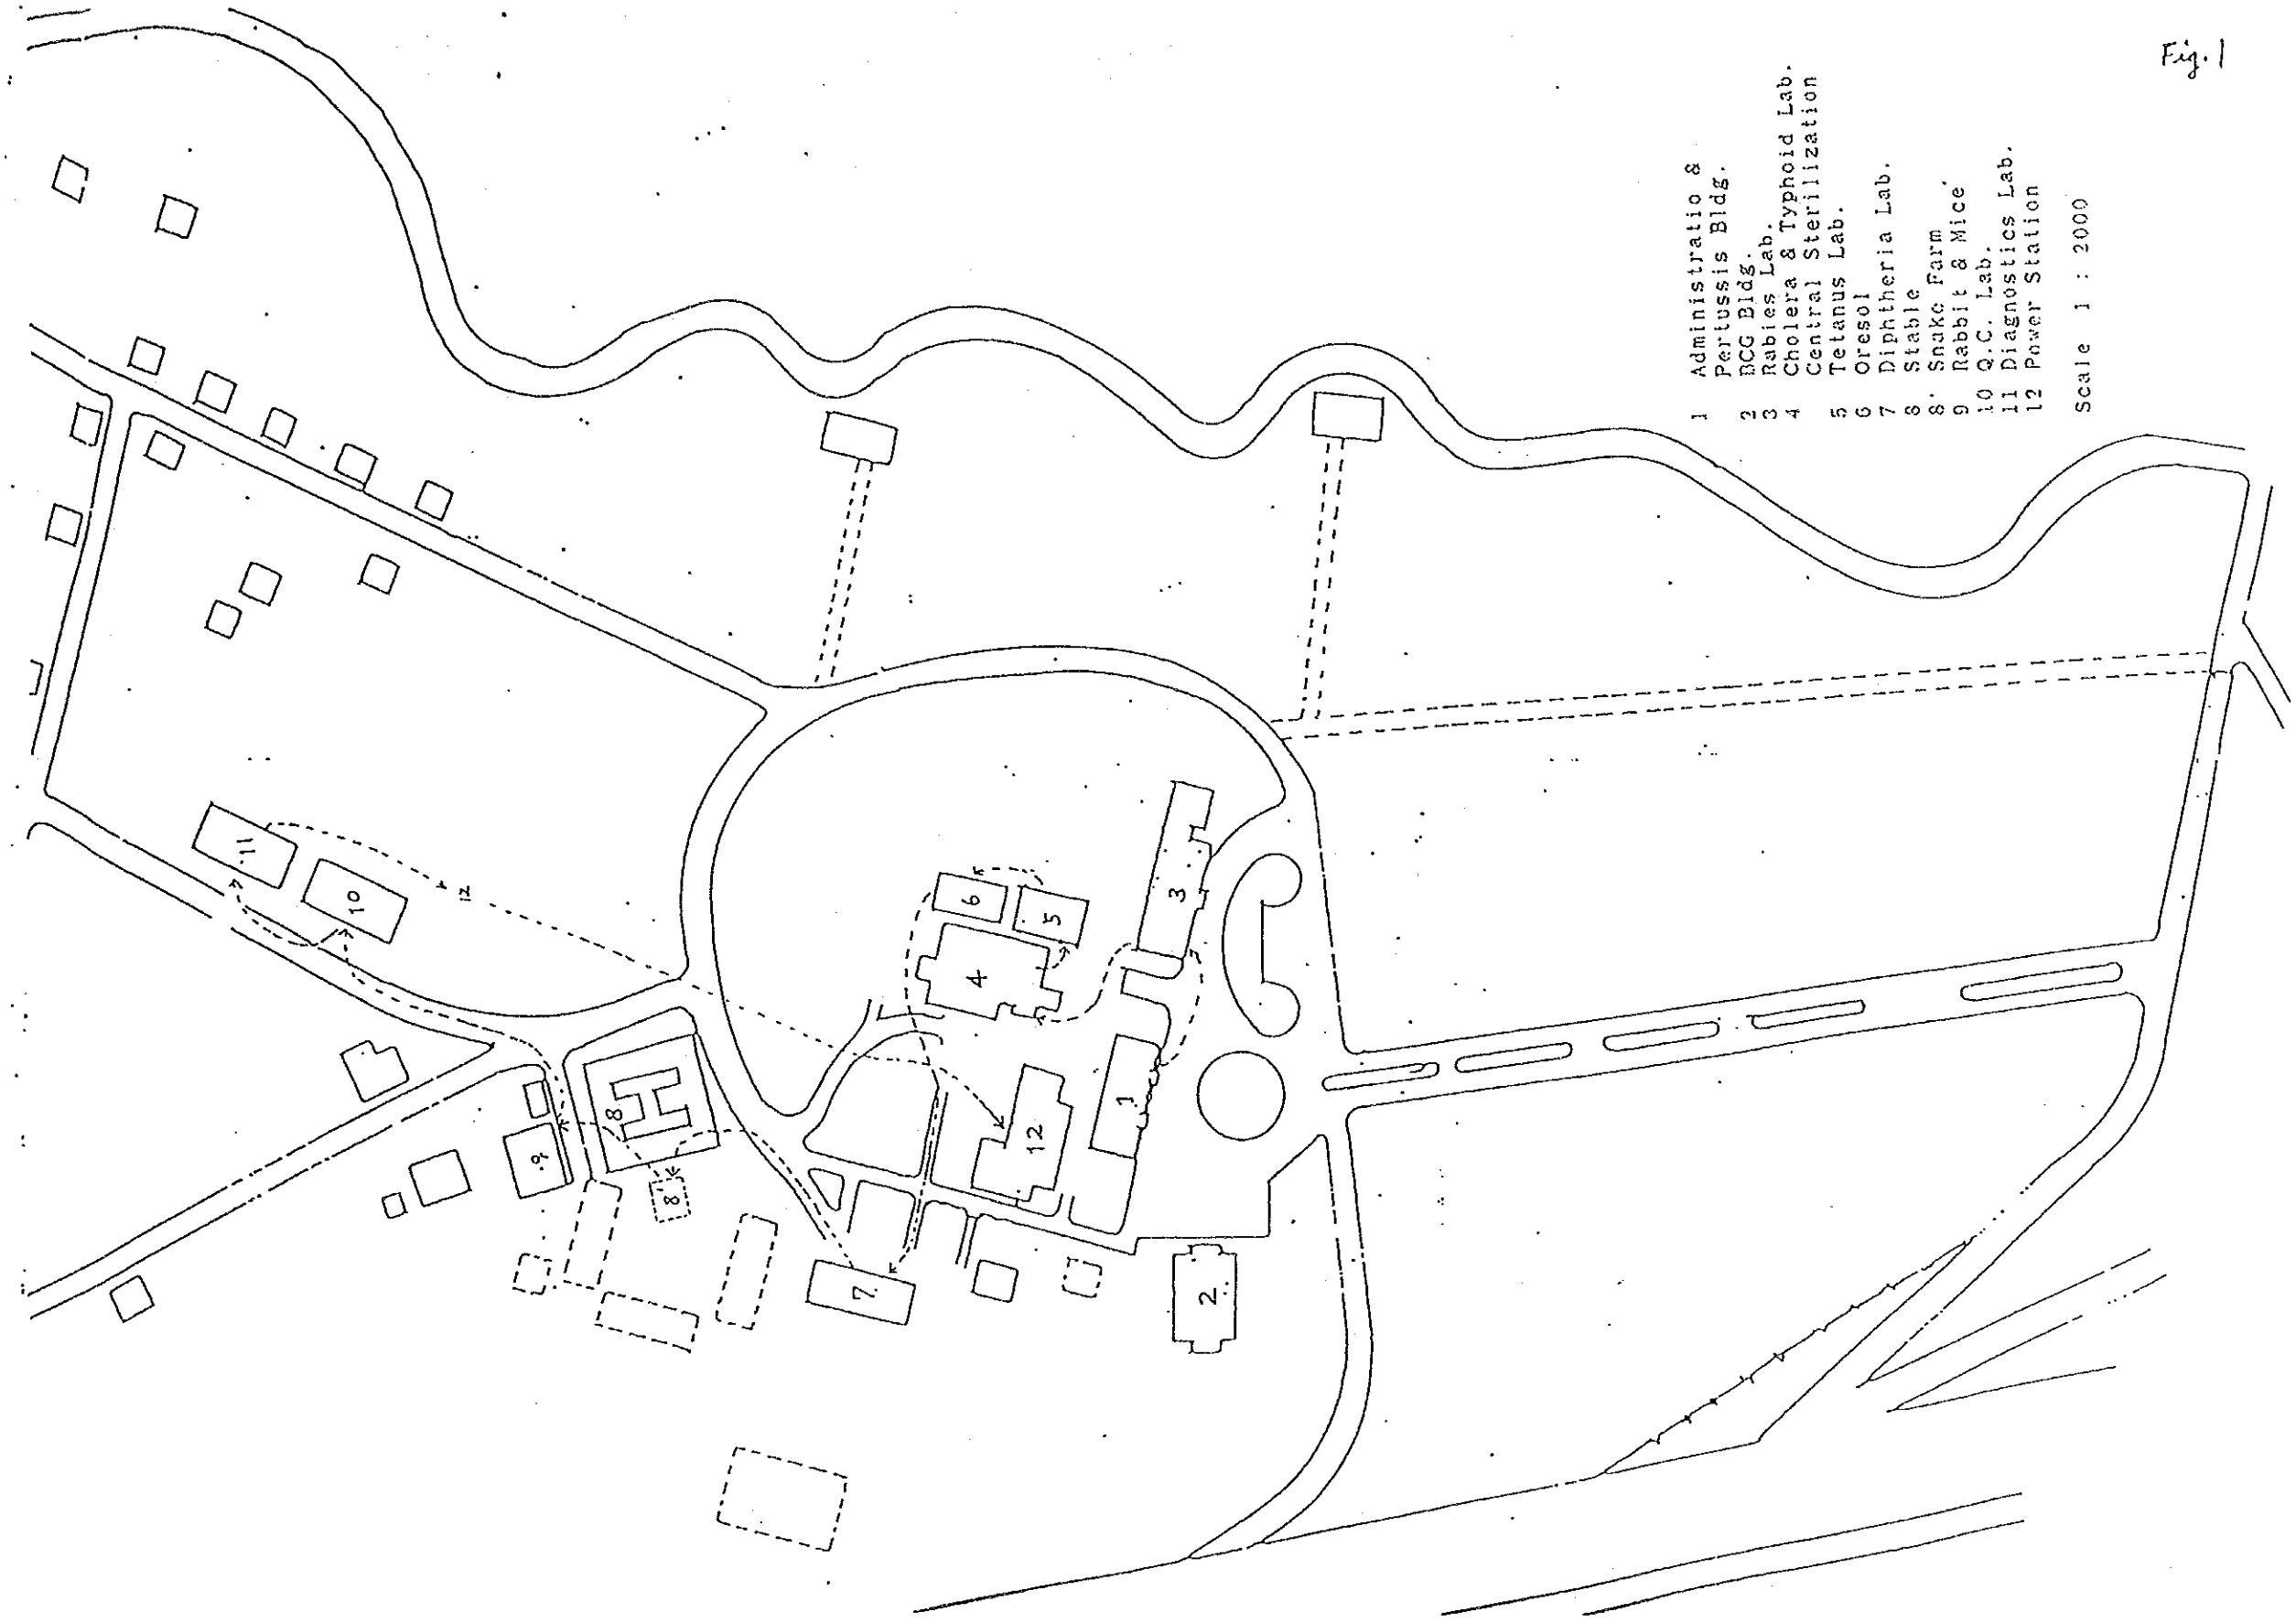 Fig. 1
1 Administratio &
Pertussis Bldg.
2 BCG Bldg.
3 Rabies Lab.
4 Cholera & Typhoid Lab.
Central Sterilization
5 Tetanus Lab.
6 Oresol
7 Diphtheria Lab.
8 Stable
8' Snake Farm
9 Rabbit & Mice
10 Q.C. Lab.
11 Diagnostics Lab.
12 Power Station
Scale 1 : 2000
11
10
12
9
8
8
7
6
5
4
3
12
1
2